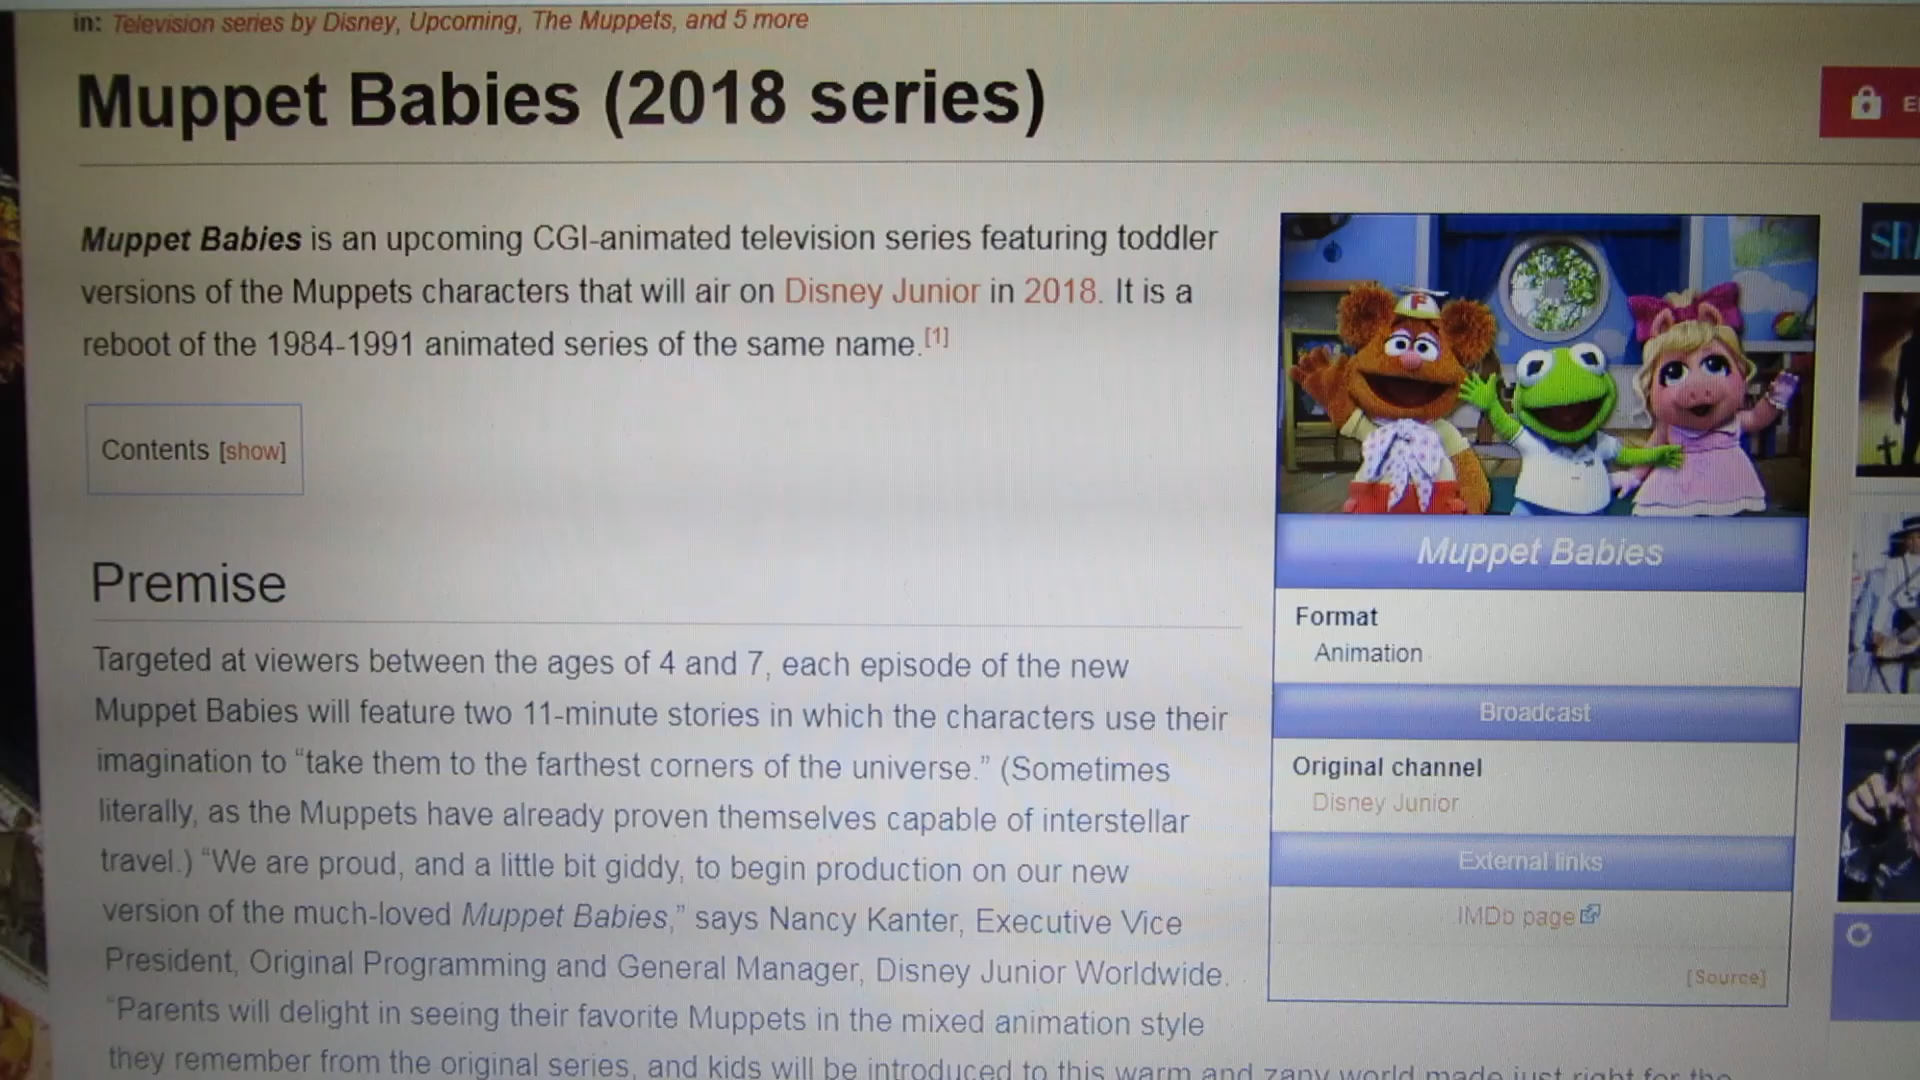 in: Television series by Disney, Upcoming, The Muppets, and 5 more
Muppet Babies (2018 series)
Muppet Babies is an upcoming CGI-animated television series featuring toddler
versions of the Muppets characters that will air on Disney Junior in 2018. It is a
reboot of the 1984-1991 animated series of the same name.[1]
Contents [show]
Premise
Targeted at viewers between the ages of 4 and 7, each episode of the new
Muppet Babies will feature two 11-minute stories in which the characters use their
imagination to “take them to the farthest corners of the universe.” (Sometimes
literally, as the Muppets have already proven themselves capable of interstellar
travel.) “We are proud, and a little bit giddy, to begin production on our new
version of the much-loved Muppet Babies,” says Nancy Kanter, Executive Vice
President, Original Programming and General Manager, Disney Junior Worldwide.
“Parents will delight in seeing their favorite Muppets in the mixed animation style
they remember from the original series, and kids will be introduced to this warm and zany world made just right for the
F
Muppet Babies
Format
Animation
Broadcast
Original channel
Disney Junior
External links
IMDb page
[Source]